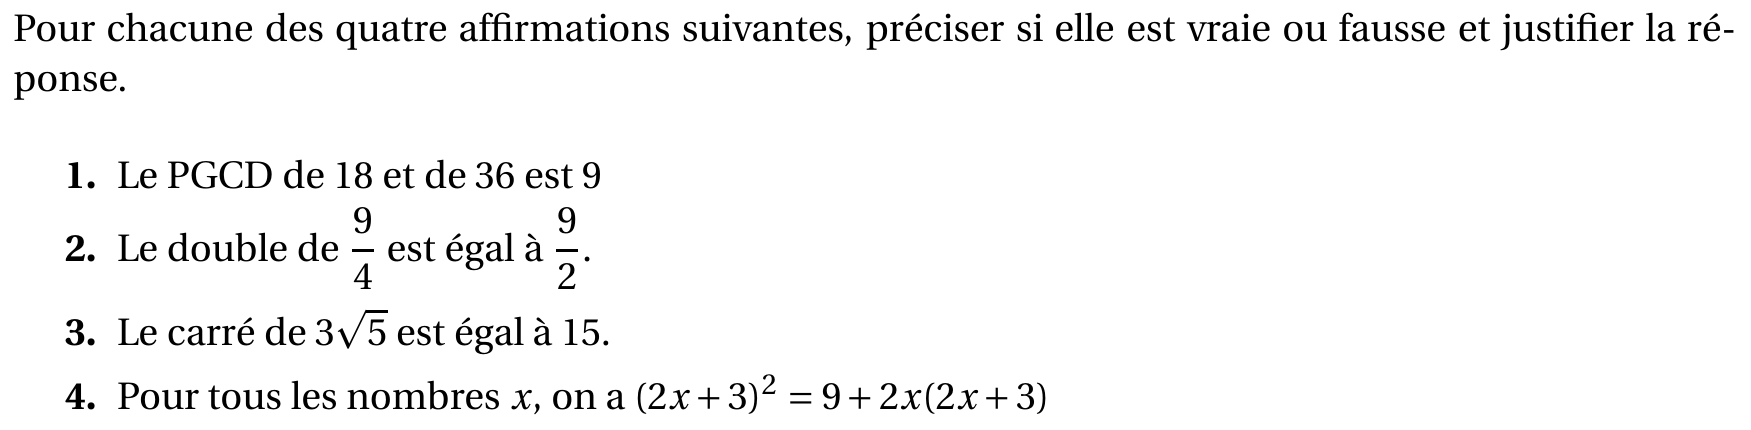 Pour chacune des quatre affirmations suivantes, préciser si elle est vraie ou fausse et justifier la ré-
ponse.
1. Le PGCD de 18 et de 36 est 9
2. Le double de $\frac{9}{4}$ est égal à $\frac{9}{2}$.
3. Le carré de $3\sqrt{5}$ est égal à 15.
4. Pour tous les nombres $x$, on a $(2x+3)^2 = 9+2x(2x+3)$